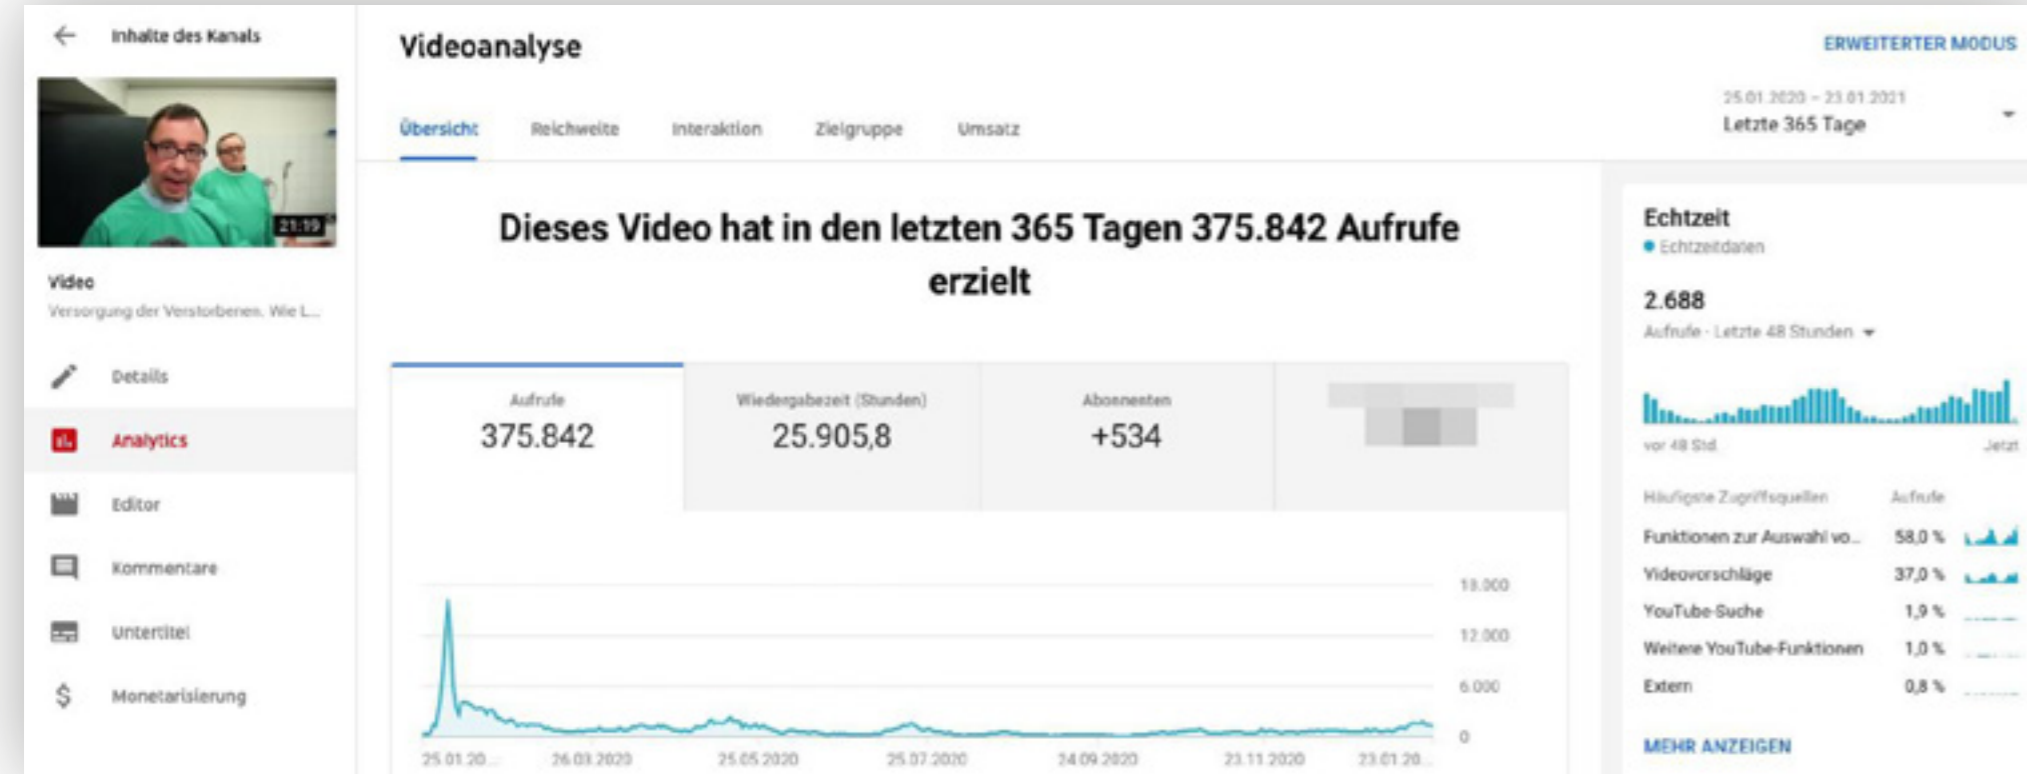 Inhalte des Kanals
21:19
Video
Versorgung der Verstorbenen. Wie L...
Details
Analytics
Editor
Kommentare
Untertitel
Monetarisierung
Videoanalyse
ERWEITERTER MODUS
25.01.2020 – 23.01.2021
Letzte 365 Tage
Übersicht Reichweite Interaktion Zielgruppe Umsatz
Dieses Video hat in den letzten 365 Tagen 375.842 Aufrufe
erzielt
Aufrufe
375.842
Wiedergabezeit (Stunden)
25.905,8
Abonnenten
+534
18.000
12.000
6.000
0
25.01.20... 26.03.2020 25.05.2020 25.07.2020 24.09.2020 23.11.2020 23.01.20...
Echtzeit
Echtzeitdaten
2.688
Aufrufe · Letzte 48 Stunden
vor 48 Std. Jetzt
Häufigste Zugriffsquellen Aufrufe
Funktionen zur Auswahl vo... 58,0 %
Videovorschläge 37,0 %
YouTube-Suche 1,9 %
Weitere YouTube-Funktionen 1,0 %
Extern 0,8 %
MEHR ANZEIGEN